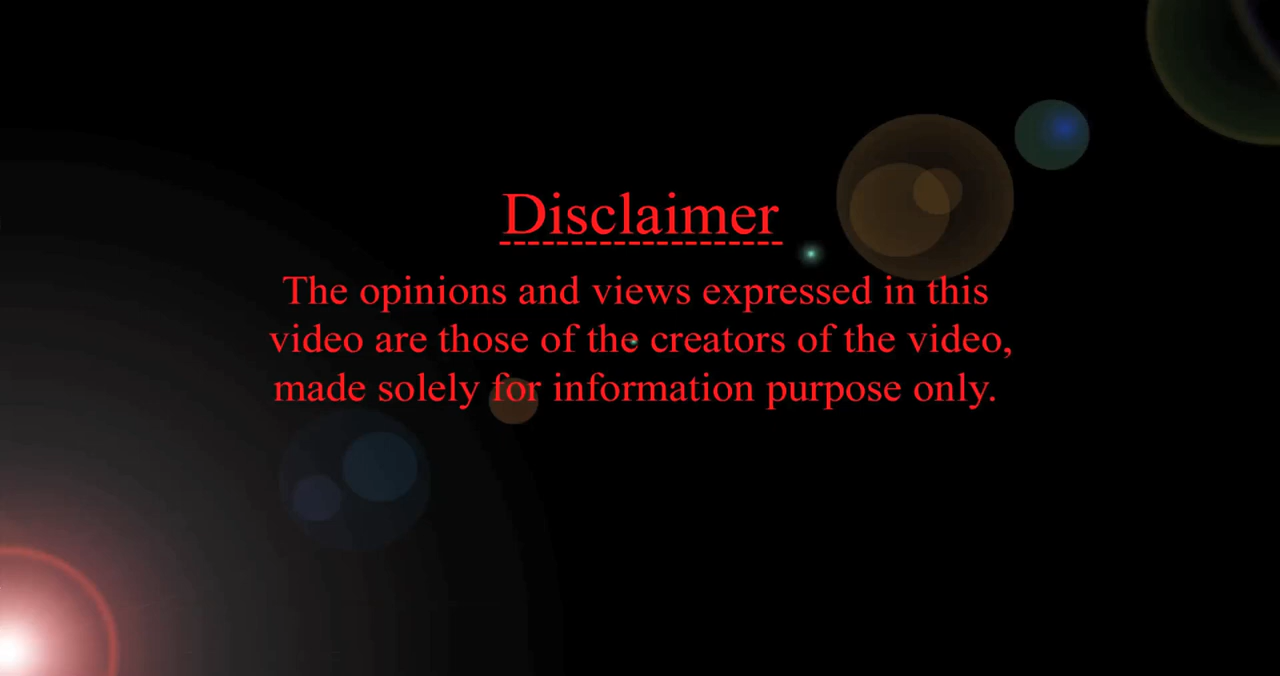 Disclaimer
The opinions and views expressed in this
video are those of the creators of the video,
made solely for information purpose only.